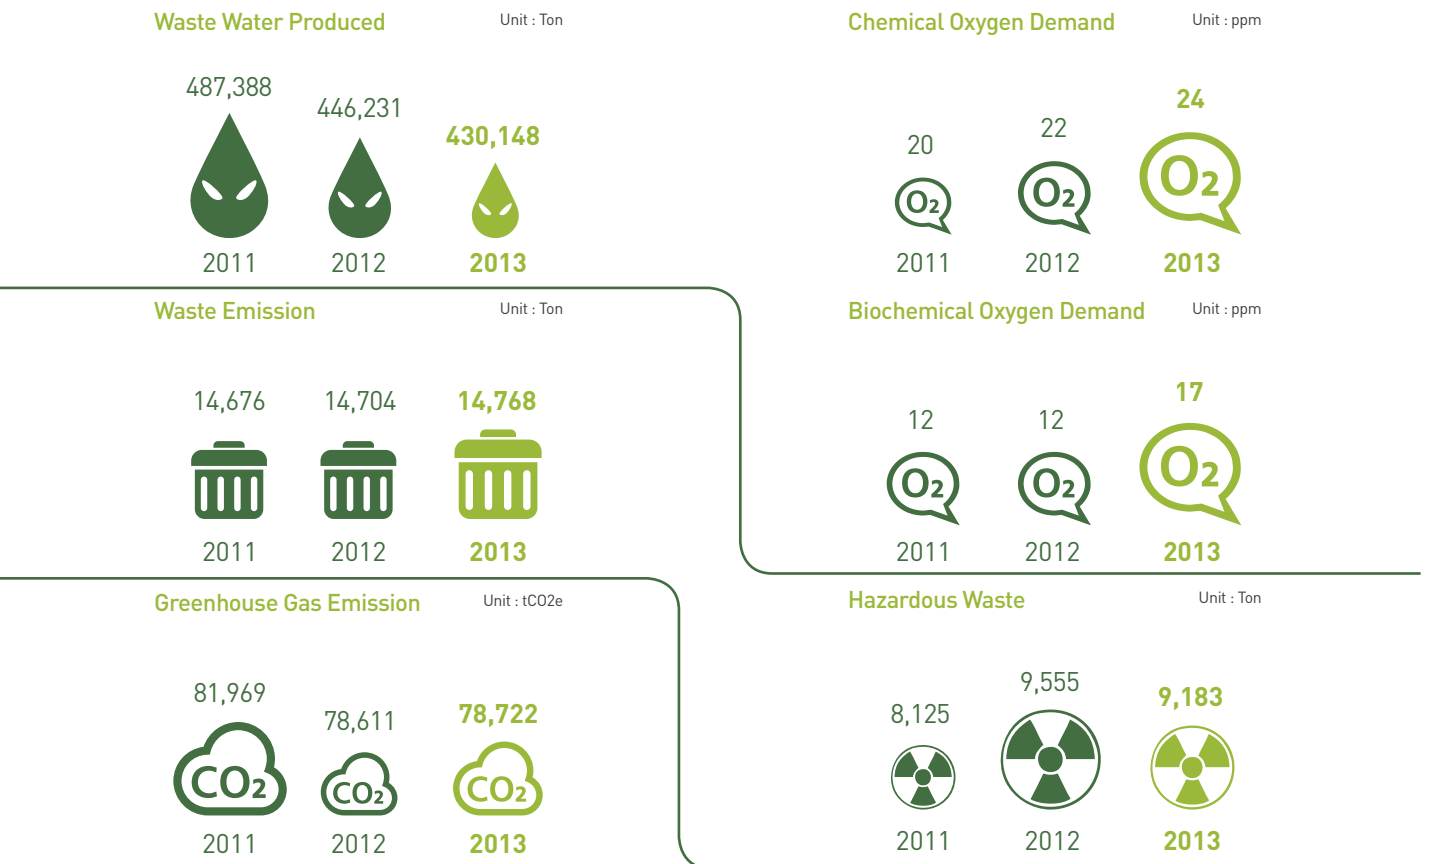 Waste Water Produced Unit : Ton
487,388 446,231 430,148
2011 2012 2013
Chemical Oxygen Demand Unit : ppm
20 22 24
O2 O2 O2
2011 2012 2013
Waste Emission Unit : Ton
14,676 14,704 14,768
2011 2012 2013
Biochemical Oxygen Demand Unit : ppm
12 12 17
O2 O2 O2
2011 2012 2013
Greenhouse Gas Emission Unit : tCO2e
81,969 78,611 78,722
CO2 CO2 CO2
2011 2012 2013
Hazardous Waste Unit : Ton
8,125 9,555 9,183
2011 2012 2013